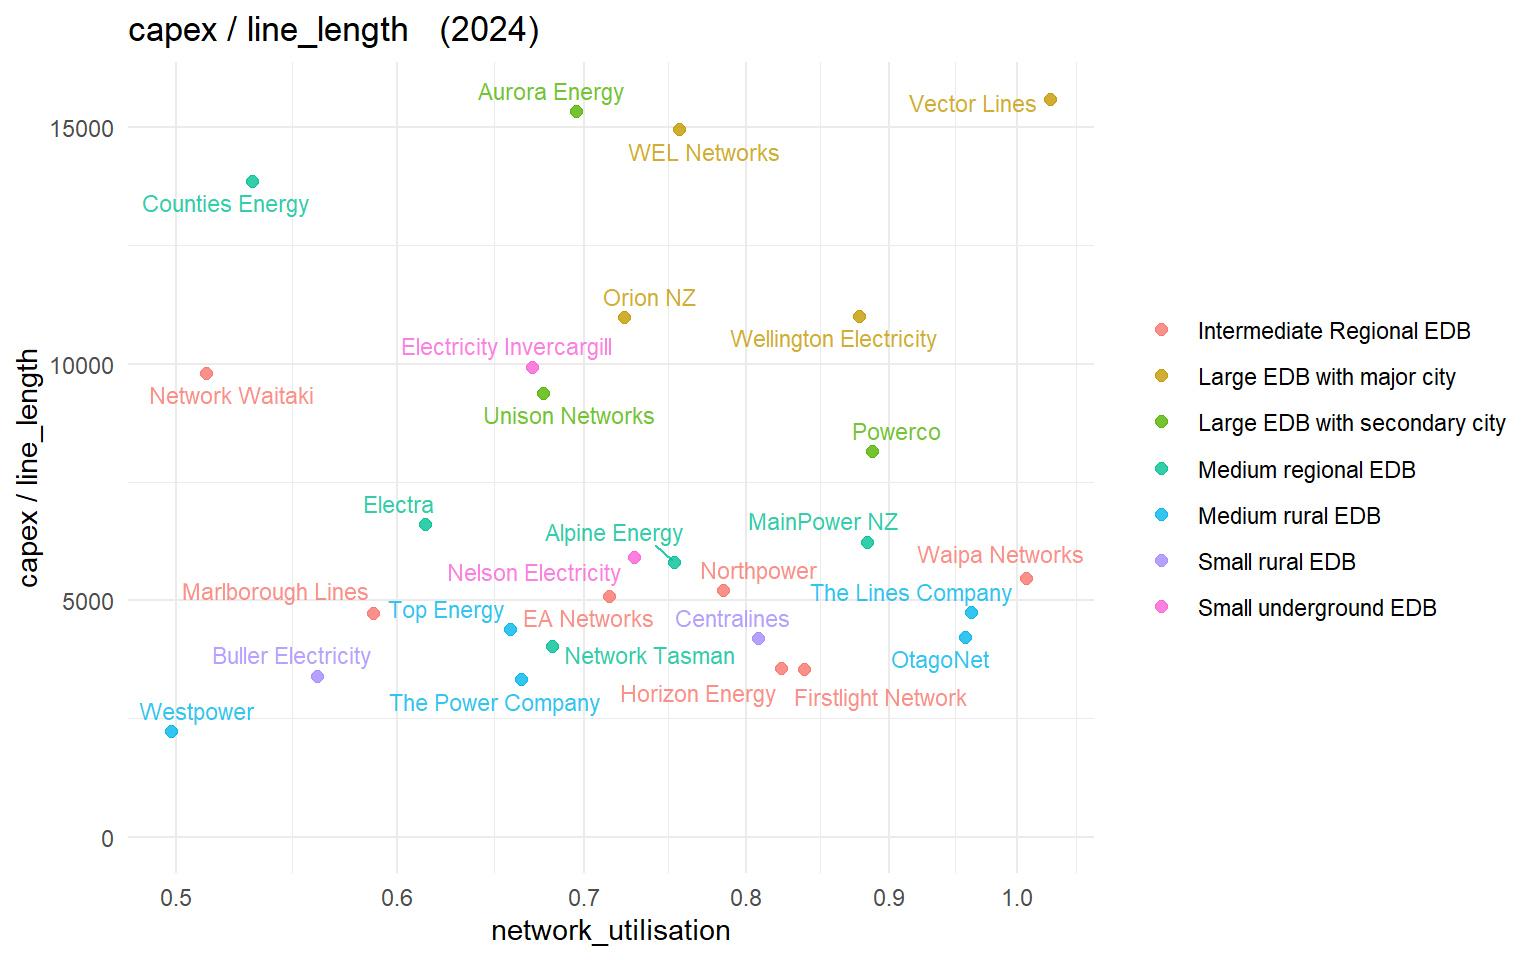 capex / line_length (2024)
Aurora Energy
Vector Lines
15000
WEL Networks
Counties Energy
Orion NZ
Wellington Electricity
Electricity Invercargill
10000
Network Waitaki
Unison Networks
Powerco
Electra
Alpine Energy
MainPower NZ
Waipa Networks
Nelson Electricity
Northpower
Marlborough Lines
The Lines Company
5000
Top Energy
EA Networks
Centralines
Buller Electricity
Network Tasman
OtagoNet
Horizon Energy
Firstlight Network
The Power Company
Westpower
0
capex / line_length
0.5 0.6 0.7 0.8 0.9 1.0
network_utilisation
Intermediate Regional EDB
Large EDB with major city
Large EDB with secondary city
Medium regional EDB
Medium rural EDB
Small rural EDB
Small underground EDB